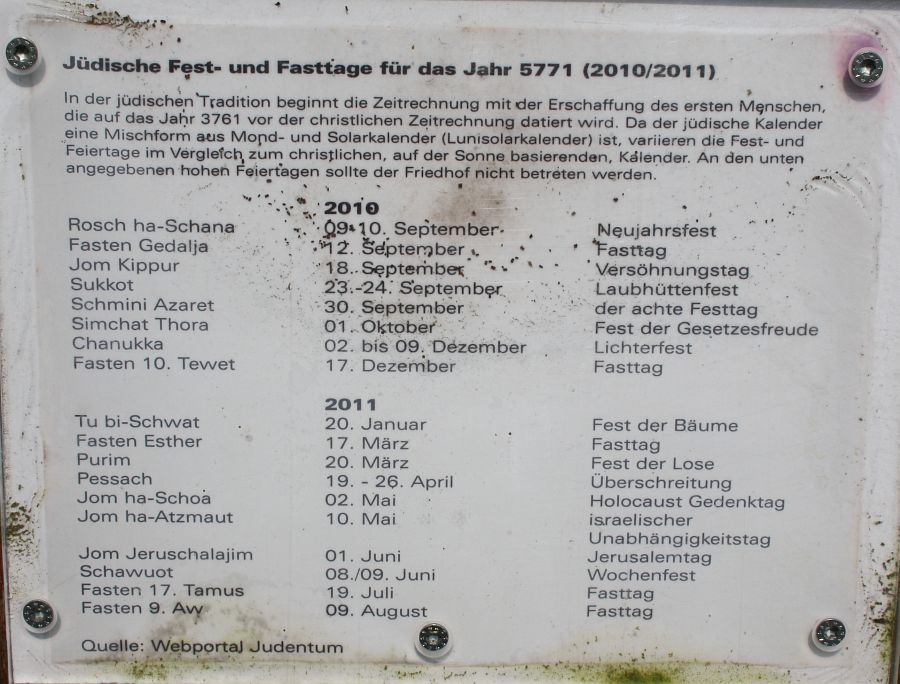 Jüdische Fest- und Fasttage für das Jahr 5771 (2010/2011)
In der jüdischen Tradition beginnt die Zeitrechnung mit der Erschaffung des ersten Menschen,
die auf das Jahr 3761 vor der christlichen Zeitrechnung datiert wird. Da der jüdische Kalender
eine Mischform aus Mond- und Solarkalender (Lunisolarkalender) ist, variieren die Fest- und
Feiertage im Vergleich zum christlichen, auf der Sonne basierenden, Kalender. An den unten
angegebenen hohen Feiertagen sollte der Friedhof nicht betreten werden.
2010
Rosch ha-Schana 09-10. September Neujahrsfest
Fasten Gedalja 12. September Fasttag
Jom Kippur 18. September Versöhnungstag
Sukkot 23.-24. September Laubhüttenfest
Schmini Azaret 30. September der achte Festtag
Simchat Thora 01. Oktober Fest der Gesetzesfreude
Chanukka 02. bis 09. Dezember Lichterfest
Fasten 10. Tewet 17. Dezember Fasttag
2011
Tu bi-Schwat 20. Januar Fest der Bäume
Fasten Esther 17. März Fasttag
Purim 20. März Fest der Lose
Pessach 19. - 26. April Überschreitung
Jom ha-Schoa 02. Mai Holocaust Gedenktag
Jom ha-Atzmaut 10. Mai israelischer
Unabhängigkeitstag
Jom Jeruschalajim 01. Juni Jerusalemtag
Schawuot 08./09. Juni Wochenfest
Fasten 17. Tamus 19. Juli Fasttag
Fasten 9. Aw 09. August Fasttag
Quelle: Webportal Judentum